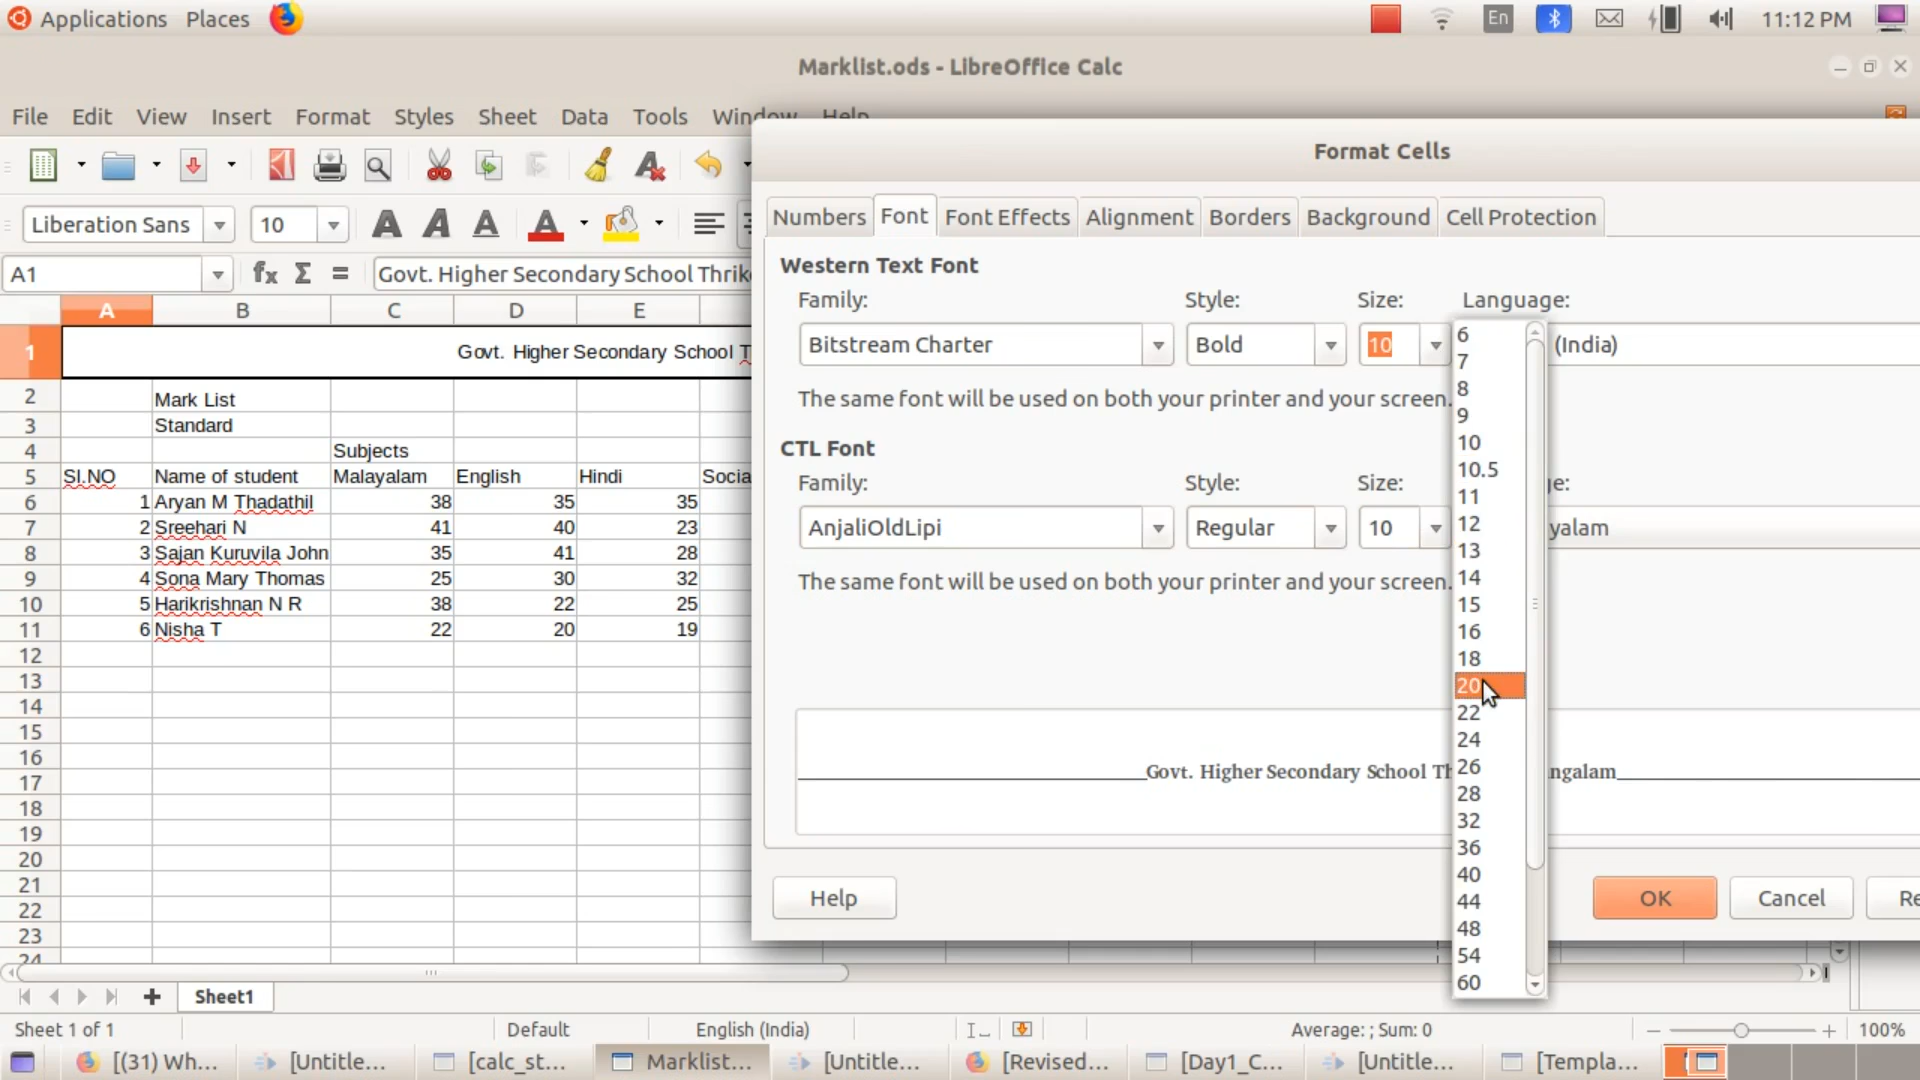 Applications Places En 11:12 PM
Marklist.ods - LibreOffice Calc
File Edit View Insert Format Styles Sheet Data Tools Window Help
Format Cells
Liberation Sans 10
Numbers Font Font Effects Alignment Borders Background Cell Protection
A1 Govt. Higher Secondary School
Western Text Font
Family: Style: Size: Language:
Bitstream Charter Bold 10 (India)
The same font will be used on both your printer and your screen.
CTL Font
Family: Style: Size:
AnjaliOldLipi Regular 10
The same font will be used on both your printer and your screen.
6
7
8
9
10
10.5
11
12
13
14
15
16
18
20
22
24
26
28
32
36
40
44
48
54
60
Govt. Higher Secondary School
Help OK Cancel
A B C D E
1 Govt. Higher Secondary School
2 Mark List
3 Standard
4 Subjects
5 SI.NO Name of student Malayalam English Hindi
6 1 Aryan M Thadathil 38 35 35
7 2 Sreehari N 41 40 23
8 3 Sajan Kuruvila John 35 41 28
9 4 Sona Mary Thomas 25 30 32
10 5 Harikrishnan N R 38 22 25
11 6 Nisha T 22 20 19
12
13
14
15
16
17
18
19
20
21
22
23
24
Sheet1
Sheet 1 of 1 Default English (India) Average: ; Sum: 0 100%
[(31) Wh... [Untitle... [calc_st... Marklist... [Untitle... [Revised... [Day1_C... [Untitle... [Templa...